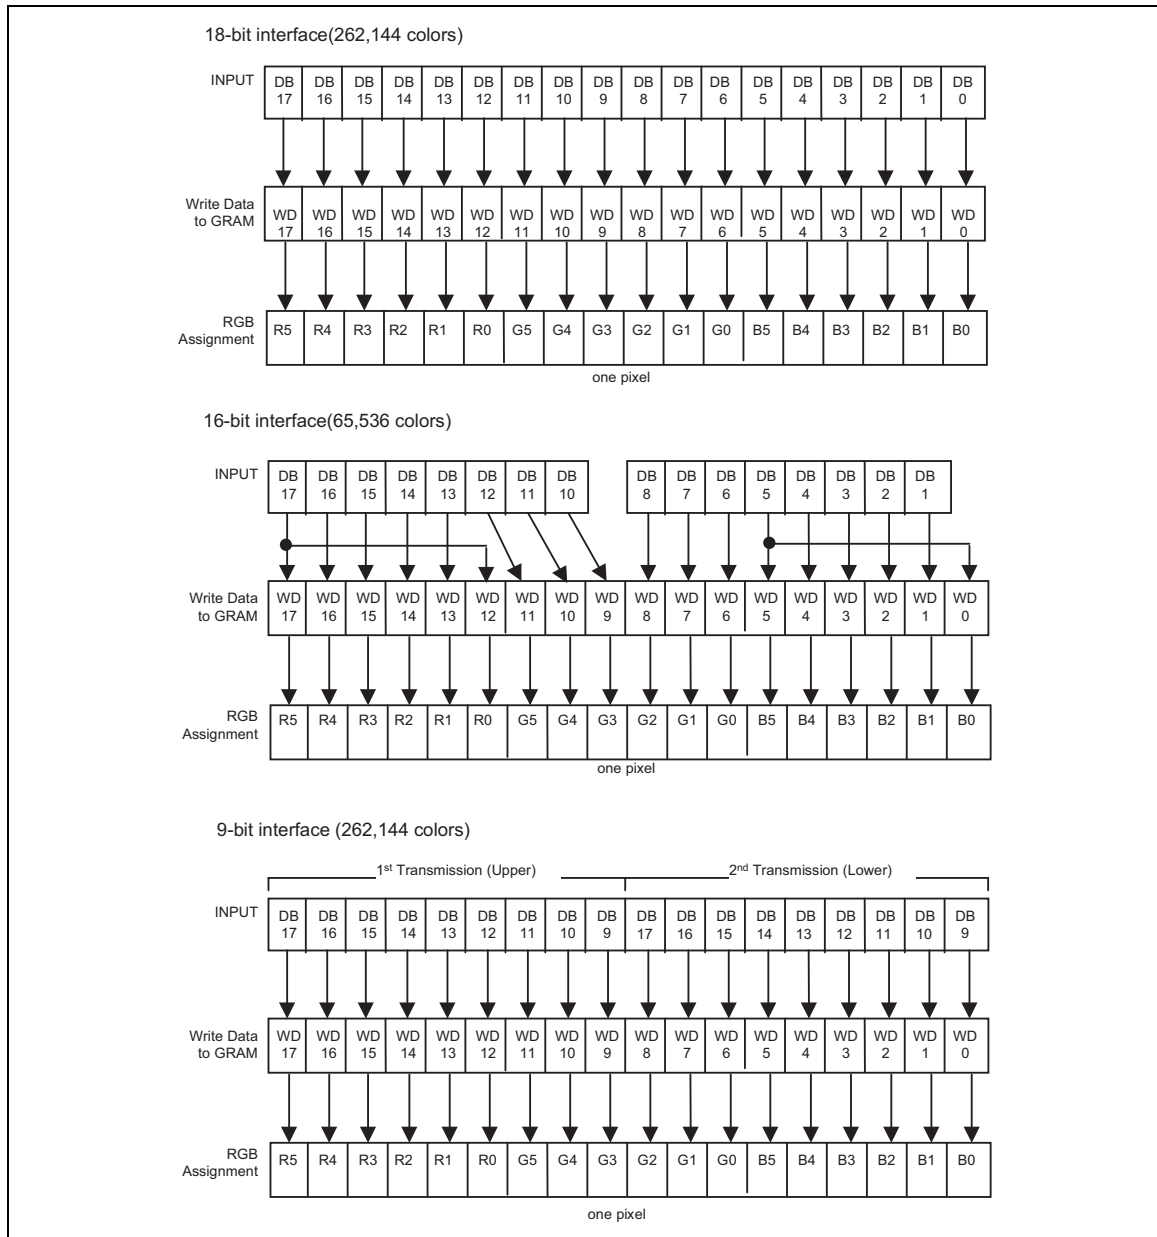 18-bit interface(262,144 colors)
INPUT DB 17 DB 16 DB 15 DB 14 DB 13 DB 12 DB 11 DB 10 DB 9 DB 8 DB 7 DB 6 DB 5 DB 4 DB 3 DB 2 DB 1 DB 0
Write Data to GRAM WD 17 WD 16 WD 15 WD 14 WD 13 WD 12 WD 11 WD 10 WD 9 WD 8 WD 7 WD 6 WD 5 WD 4 WD 3 WD 2 WD 1 WD 0
RGB Assignment R5 R4 R3 R2 R1 R0 G5 G4 G3 G2 G1 G0 B5 B4 B3 B2 B1 B0
one pixel
16-bit interface(65,536 colors)
INPUT DB 17 DB 16 DB 15 DB 14 DB 13 DB 12 DB 11 DB 10 DB 8 DB 7 DB 6 DB 5 DB 4 DB 3 DB 2 DB 1
Write Data to GRAM WD 17 WD 16 WD 15 WD 14 WD 13 WD 12 WD 11 WD 10 WD 9 WD 8 WD 7 WD 6 WD 5 WD 4 WD 3 WD 2 WD 1 WD 0
RGB Assignment R5 R4 R3 R2 R1 R0 G5 G4 G3 G2 G1 G0 B5 B4 B3 B2 B1 B0
one pixel
9-bit interface (262,144 colors)
1st Transmission (Upper) 2nd Transmission (Lower)
INPUT DB 17 DB 16 DB 15 DB 14 DB 13 DB 12 DB 11 DB 10 DB 9 DB 17 DB 16 DB 15 DB 14 DB 13 DB 12 DB 11 DB 10 DB 9
Write Data to GRAM WD 17 WD 16 WD 15 WD 14 WD 13 WD 12 WD 11 WD 10 WD 9 WD 8 WD 7 WD 6 WD 5 WD 4 WD 3 WD 2 WD 1 WD 0
RGB Assignment R5 R4 R3 R2 R1 R0 G5 G4 G3 G2 G1 G0 B5 B4 B3 B2 B1 B0
one pixel